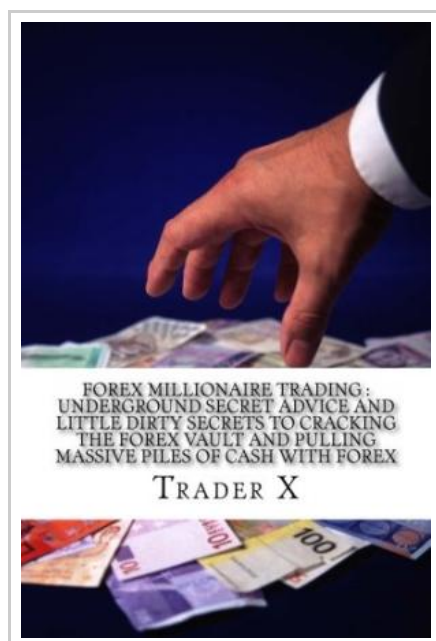 FOREX MILLIONAIRE TRADING :
UNDERGROUND SECRET ADVICE AND
LITTLE DIRTY SECRETS TO CRACKING
THE FOREX VAULT AND PULLING
MASSIVE PILES OF CASH WITH FOREX
TRADER X
100